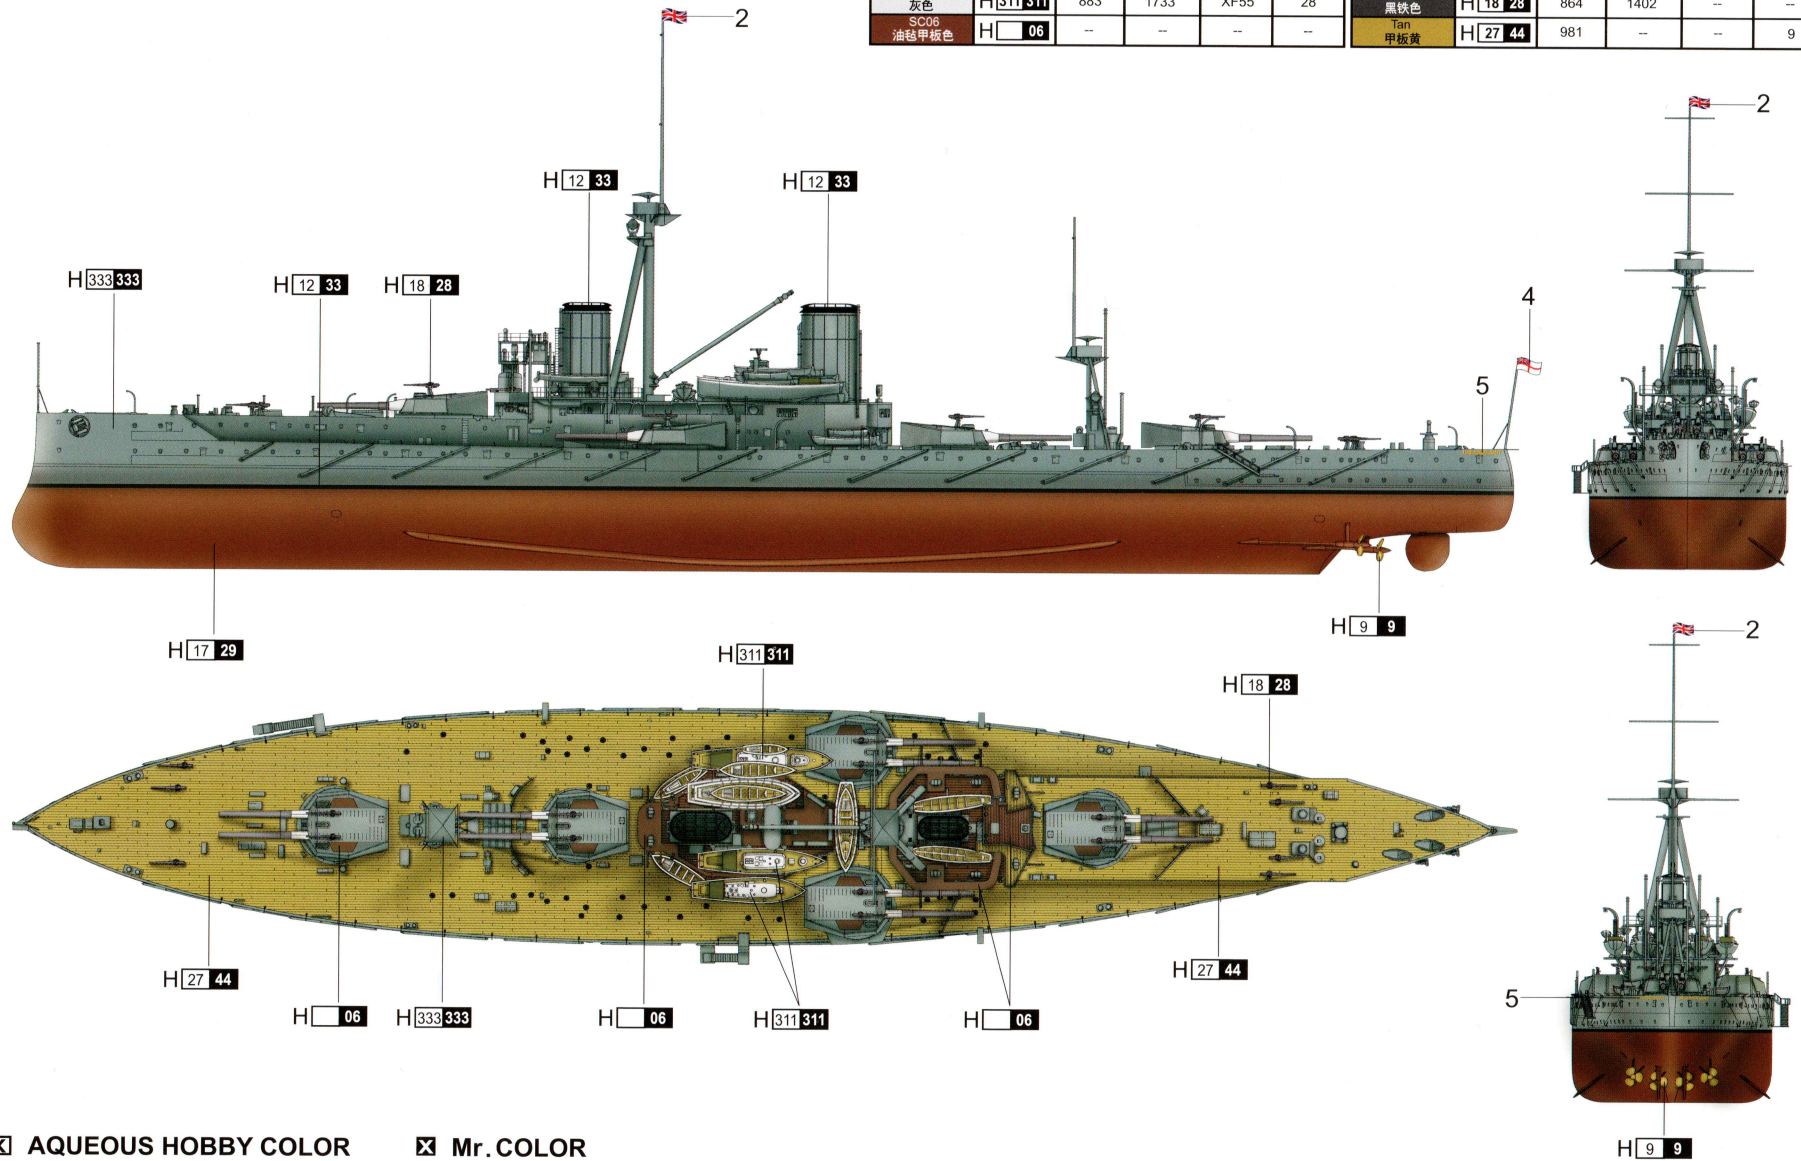 灰色 H 311 311 883 1733 XF55 28
SC06
油毡甲板色 H 06 -- -- -- --
黑铁色 H 18 28 864 1402 -- --
Tan
甲板黄 H 27 44 981 -- -- 9
2
2
H 12 33
H 12 33
H 333 333
H 12 33
H 18 28
4
5
H 17 29
H 9 9
2
H 311 311
H 18 28
H 27 44
H 06
H 333 333
H 06
H 311 311
H 06
H 27 44
5
H 9 9
AQUEOUS HOBBY COLOR
Mr. COLOR